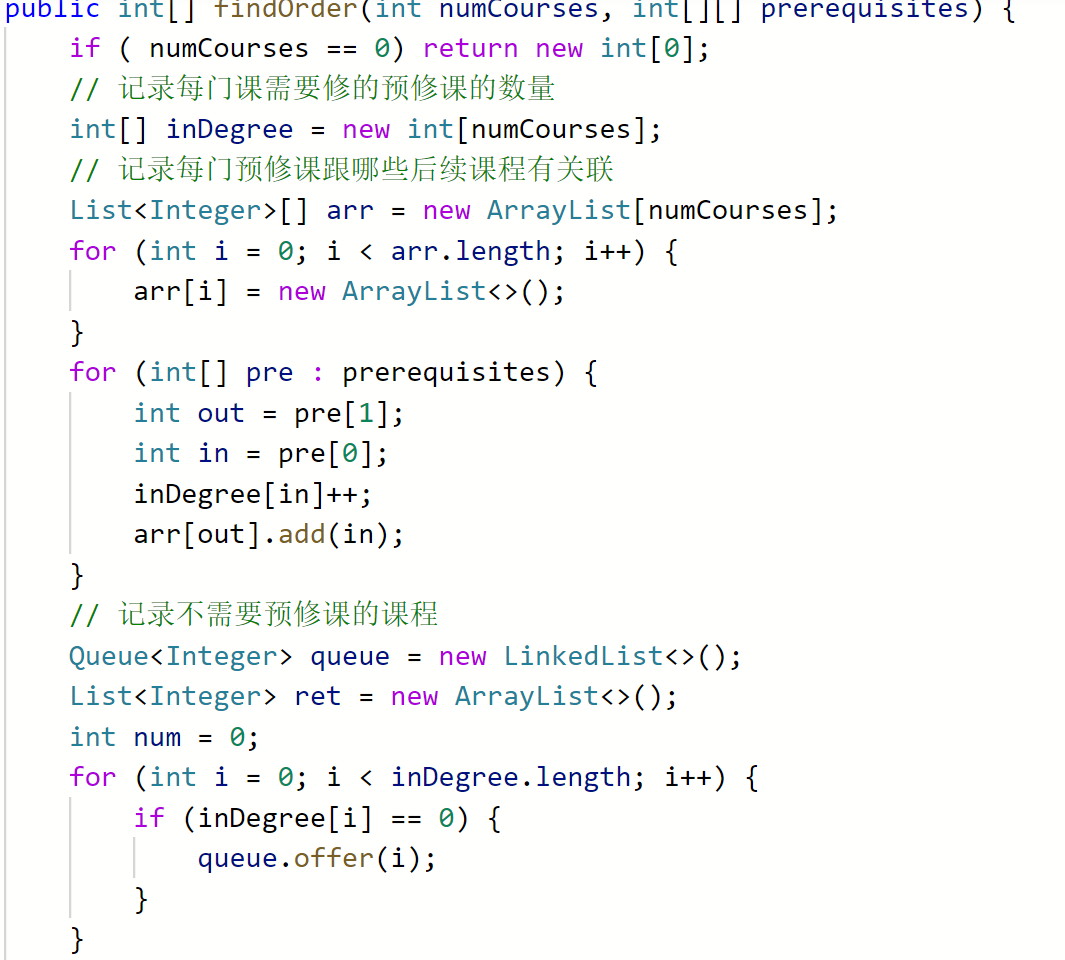 public int[] findOrder(int numCourses, int[][] prerequisites) {
    if ( numCourses == 0) return new int[0];
    // 记录每门课需要修的预修课的数量
    int[] inDegree = new int[numCourses];
    // 记录每门预修课跟哪些后续课程有关联
    List<Integer>[] arr = new ArrayList[numCourses];
    for (int i = 0; i < arr.length; i++) {
        arr[i] = new ArrayList<>();
    }
    for (int[] pre : prerequisites) {
        int out = pre[1];
        int in = pre[0];
        inDegree[in]++;
        arr[out].add(in);
    }
    // 记录不需要预修课的课程
    Queue<Integer> queue = new LinkedList<>();
    List<Integer> ret = new ArrayList<>();
    int num = 0;
    for (int i = 0; i < inDegree.length; i++) {
        if (inDegree[i] == 0) {
            queue.offer(i);
        }
    }